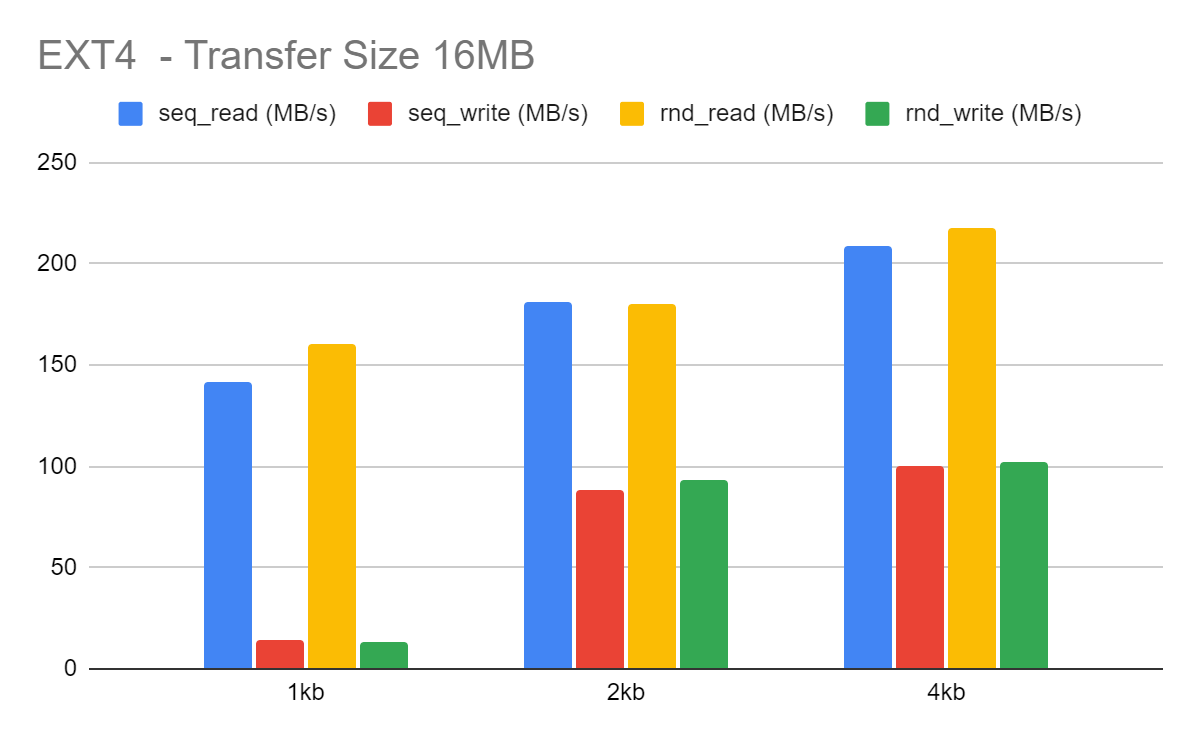 EXT4  - Transfer Size 16MB
seq_read (MB/s) seq_write (MB/s) rnd_read (MB/s) rnd_write (MB/s)
250
200
150
100
50
0
1kb 2kb 4kb